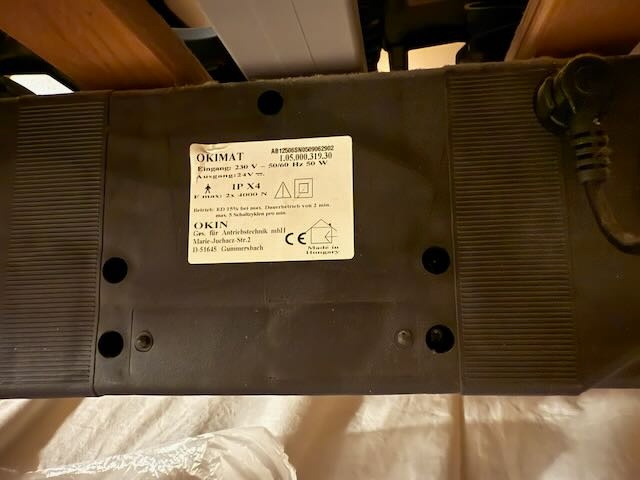 AB12506SN0509062902
OKIMAT 1.05.000.319.30
Eingang: 230 V ~ 50/60 Hz 50 W
Ausgang: 24V
IP X4
F max: 2x 4000 N
Betrieb: ED 15% bei max. Dauerbetrieb von 2 min.
max. 5 Schaltzyklen pro min.
OKIN
Ges. für Antriebstechnik mbH
Marie-Juchacz-Str.2
D-51645 Gummersbach
CE
Made in
Hungary